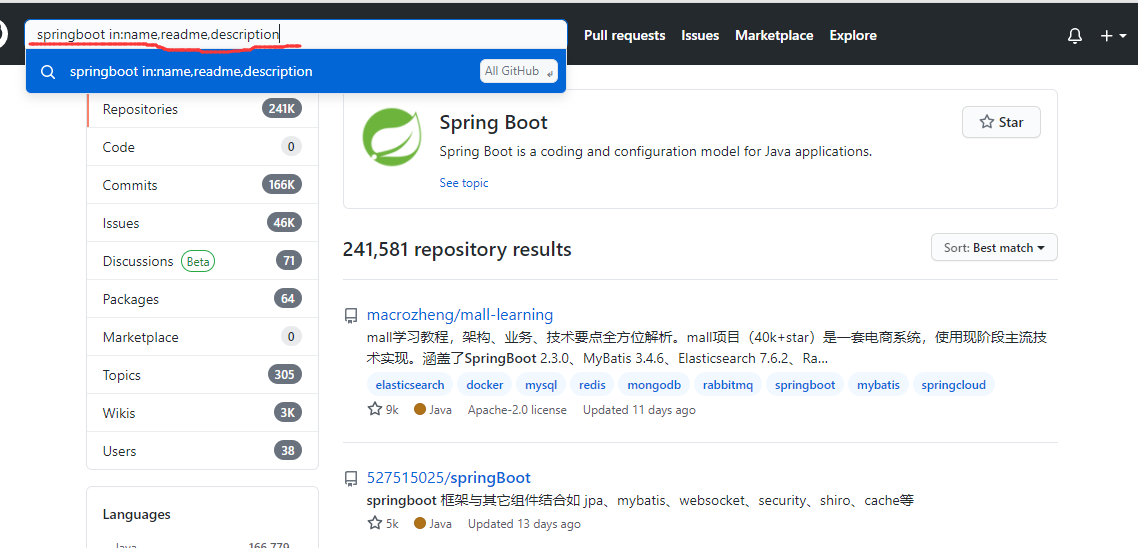 springboot in:name,readme,description
Pull requests Issues Marketplace Explore
springboot in:name,readme,description All GitHub
Repositories 241K
Code 0
Commits 166K
Issues 46K
Discussions Beta 71
Packages 64
Marketplace 0
Topics 305
Wikis 3K
Users 38
Languages
Java 166,779
Spring Boot
Star
Spring Boot is a coding and configuration model for Java applications.
See topic
241,581 repository results
Sort: Best match
macrozheng/mall-learning
mall学习教程，架构、业务、技术要点全方位解析。mall项目（40k+star）是一套电商系统，使用现阶段主流技
术实现。涵盖了SpringBoot 2.3.0、MyBatis 3.4.6、Elasticsearch 7.6.2、Ra...
elasticsearch docker mysql redis mongodb rabbitmq springboot mybatis springcloud
9k Java Apache-2.0 license Updated 11 days ago
527515025/springBoot
springboot 框架与其它组件结合如 jpa、mybatis、websocket、security、shiro、cache等
5k Java Updated 13 days ago